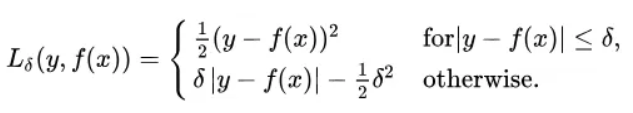 L_δ(y, f(x)) = { ½(y − f(x))² for|y − f(x)| ≤ δ,
δ |y − f(x)| − ½δ² otherwise.